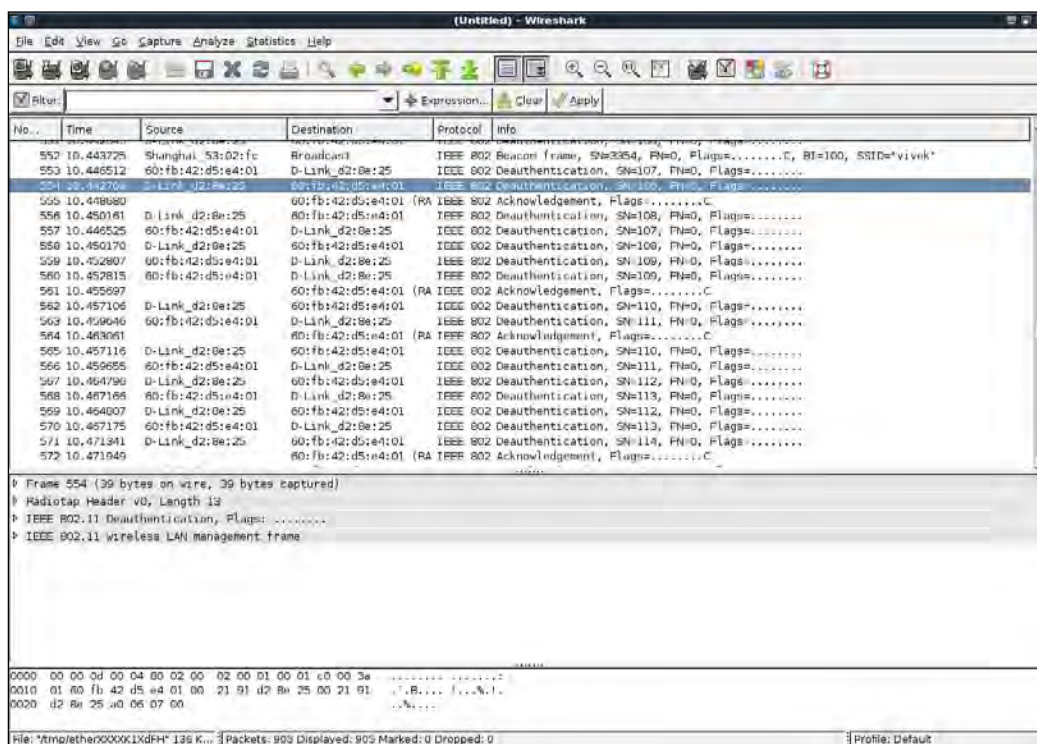 (Untitled) - Wireshark
File Edit View Go Capture Analyze Statistics Help
Filter: Expression... Clear Apply
No.. Time Source Destination Protocol Info
552 10.443725 Shanghai_53:02:fc Broadcast IEEE 802 Beacon frame, SN=3354, FN=0, Flags=........C, BI=100, SSID="vivek"
553 10.446512 60:fb:42:d5:e4:01 D-Link_d2:8e:25 IEEE 802 Deauthentication, SN=107, FN=0, Flags=........
554 10.442708 D-Link_d2:8e:25 60:fb:42:d5:e4:01 IEEE 802 Deauthentication, SN=106, FN=0, Flags=........
555 10.448680 60:fb:42:d5:e4:01 (RA IEEE 802 Acknowledgement, Flags=........C
556 10.450161 D-Link_d2:8e:25 60:fb:42:d5:e4:01 IEEE 802 Deauthentication, SN=108, FN=0, Flags=........
557 10.446525 60:fb:42:d5:e4:01 D-Link_d2:8e:25 IEEE 802 Deauthentication, SN=107, FN=0, Flags=........
558 10.450170 D-Link_d2:8e:25 60:fb:42:d5:e4:01 IEEE 802 Deauthentication, SN=108, FN=0, Flags=........
559 10.452807 60:fb:42:d5:e4:01 D-Link_d2:8e:25 IEEE 802 Deauthentication, SN=109, FN=0, Flags=........
560 10.452815 60:fb:42:d5:e4:01 D-Link_d2:8e:25 IEEE 802 Deauthentication, SN=109, FN=0, Flags=........
561 10.455697 60:fb:42:d5:e4:01 (RA IEEE 802 Acknowledgement, Flags=........C
562 10.457106 D-Link_d2:8e:25 60:fb:42:d5:e4:01 IEEE 802 Deauthentication, SN=110, FN=0, Flags=........
563 10.459646 60:fb:42:d5:e4:01 D-Link_d2:8e:25 IEEE 802 Deauthentication, SN=111, FN=0, Flags=........
564 10.463061 60:fb:42:d5:e4:01 (RA IEEE 802 Acknowledgement, Flags=........C
565 10.457116 D-Link_d2:8e:25 60:fb:42:d5:e4:01 IEEE 802 Deauthentication, SN=110, FN=0, Flags=........
566 10.459655 60:fb:42:d5:e4:01 D-Link_d2:8e:25 IEEE 802 Deauthentication, SN=111, FN=0, Flags=........
567 10.464796 D-Link_d2:8e:25 60:fb:42:d5:e4:01 IEEE 802 Deauthentication, SN=112, FN=0, Flags=........
568 10.467166 60:fb:42:d5:e4:01 D-Link_d2:8e:25 IEEE 802 Deauthentication, SN=113, FN=0, Flags=........
569 10.464807 D-Link_d2:8e:25 60:fb:42:d5:e4:01 IEEE 802 Deauthentication, SN=112, FN=0, Flags=........
570 10.467175 60:fb:42:d5:e4:01 D-Link_d2:8e:25 IEEE 802 Deauthentication, SN=113, FN=0, Flags=........
571 10.471341 D-Link_d2:8e:25 60:fb:42:d5:e4:01 IEEE 802 Deauthentication, SN=114, FN=0, Flags=........
572 10.471949 60:fb:42:d5:e4:01 (RA IEEE 802 Acknowledgement, Flags=........C
Frame 554 (39 bytes on wire, 39 bytes captured)
Radiotap Header v0, Length 13
IEEE 802.11 Deauthentication, Flags: ........
IEEE 802.11 wireless LAN management frame
0000 00 00 0d 00 04 80 02 00 02 00 01 00 01 c0 00 3a ........ .......:
0010 01 60 fb 42 d5 e4 01 00 21 91 d2 8e 25 00 21 91 .`.B.... !...%.!.
0020 d2 8e 25 a0 06 07 00 ..%....
File: "/tmp/etherXXXXK1XdFH" 136 K... Packets: 905 Displayed: 905 Marked: 0 Dropped: 0 Profile: Default